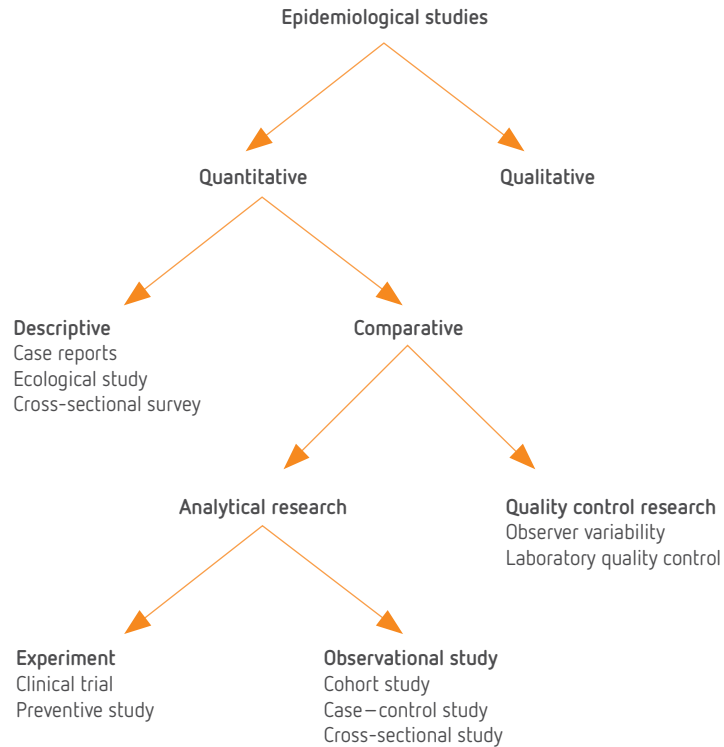 Epidemiological studies
Quantitative
Qualitative
Descriptive
Case reports
Ecological study
Cross-sectional survey
Comparative
Analytical research
Quality control research
Observer variability
Laboratory quality control
Experiment
Clinical trial
Preventive study
Observational study
Cohort study
Case–control study
Cross-sectional study